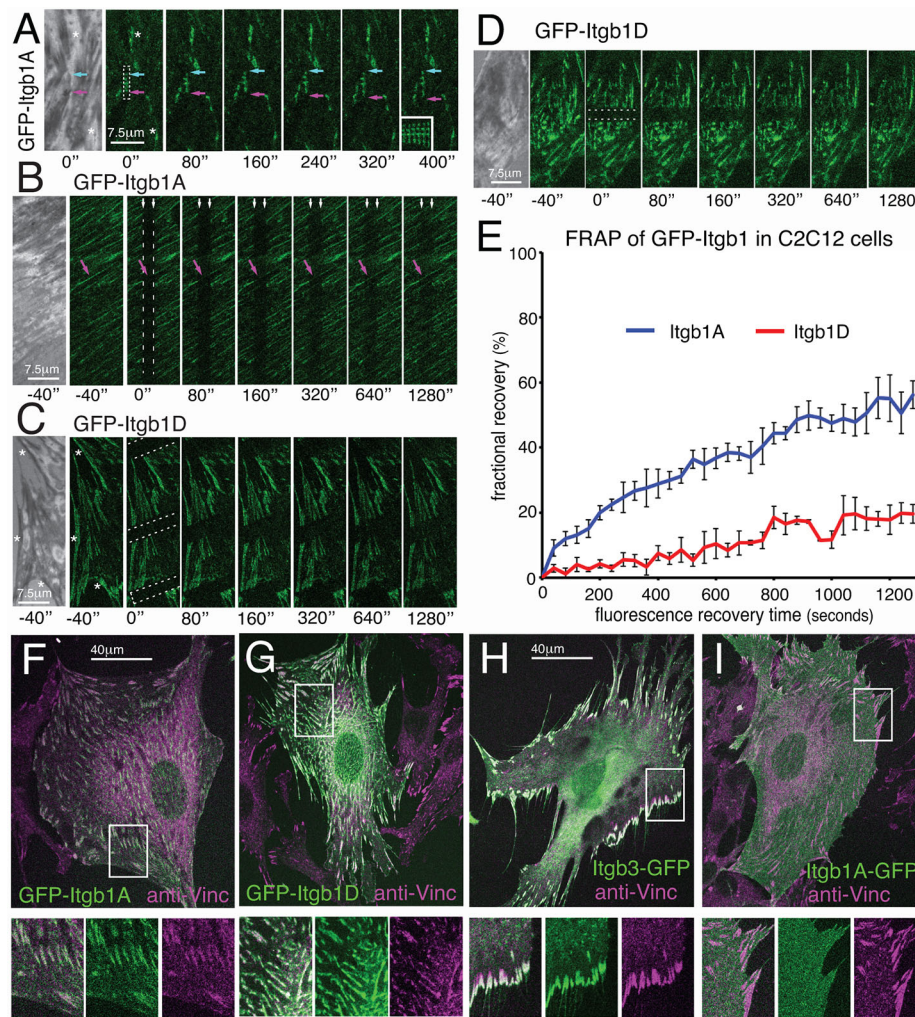 A
GFP-Itgb1A
7.5μm
0”
0”
80”
160”
240”
320”
400”
B
GFP-Itgb1A
7.5μm
-40”
-40”
0”
80”
160”
320”
640”
1280”
C
GFP-Itgb1D
7.5μm
-40”
-40”
0”
80”
160”
320”
640”
1280”
D
GFP-Itgb1D
7.5μm
-40”
-40”
0”
80”
160”
320”
640”
1280
E
FRAP of GFP-Itgb1 in C2C12 cells
Itgb1A
Itgb1D
fractional recovery (%)
100
80
60
40
20
0
0
200
400
600
800
1000
1200
fluorescence recovery time (seconds)
F
40μm
GFP-Itgb1A
anti-Vinc
G
GFP-Itgb1D
anti-Vinc
H
40μm
Itgb3-GFP
anti-Vinc
I
Itgb1A-GFP
anti-Vinc